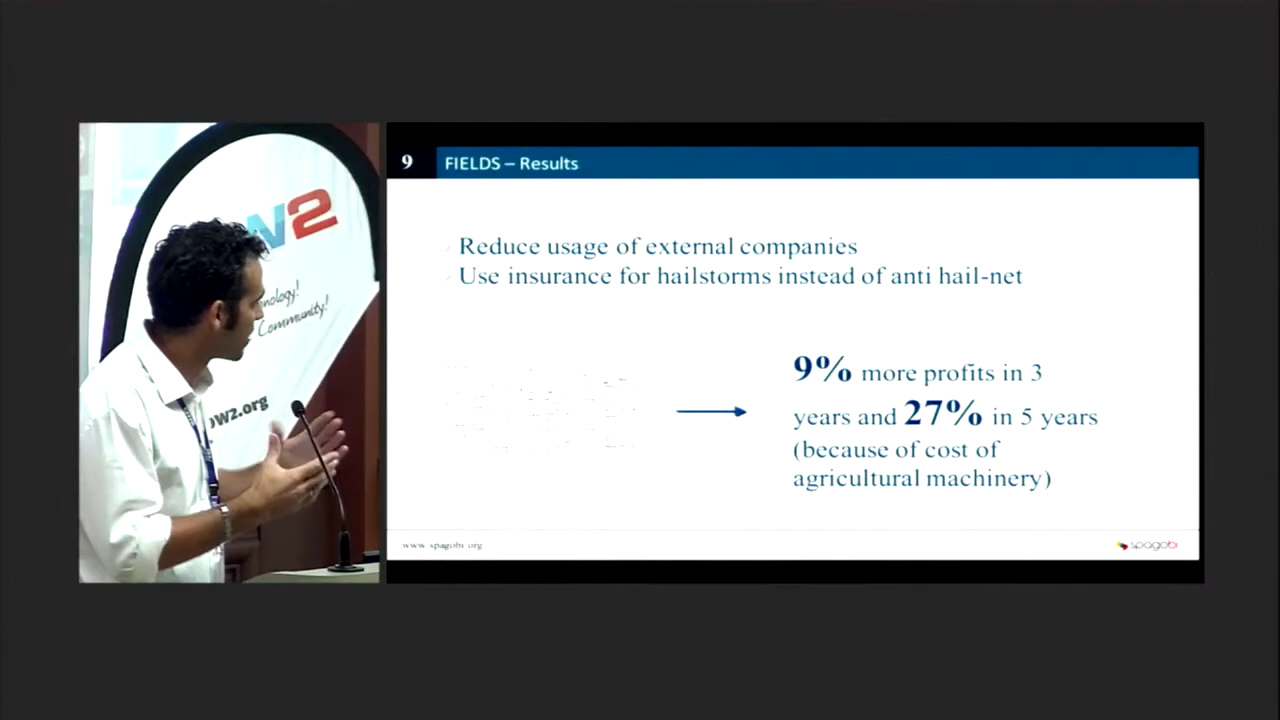 W2
nology!
Community!
ow2.org
9
FIELDS – Results
Reduce usage of external companies
Use insurance for hailstorms instead of anti hail-net
9% more profits in 3
years and 27% in 5 years
(because of cost of
agricultural machinery)
www.spagobi.org
spagobi